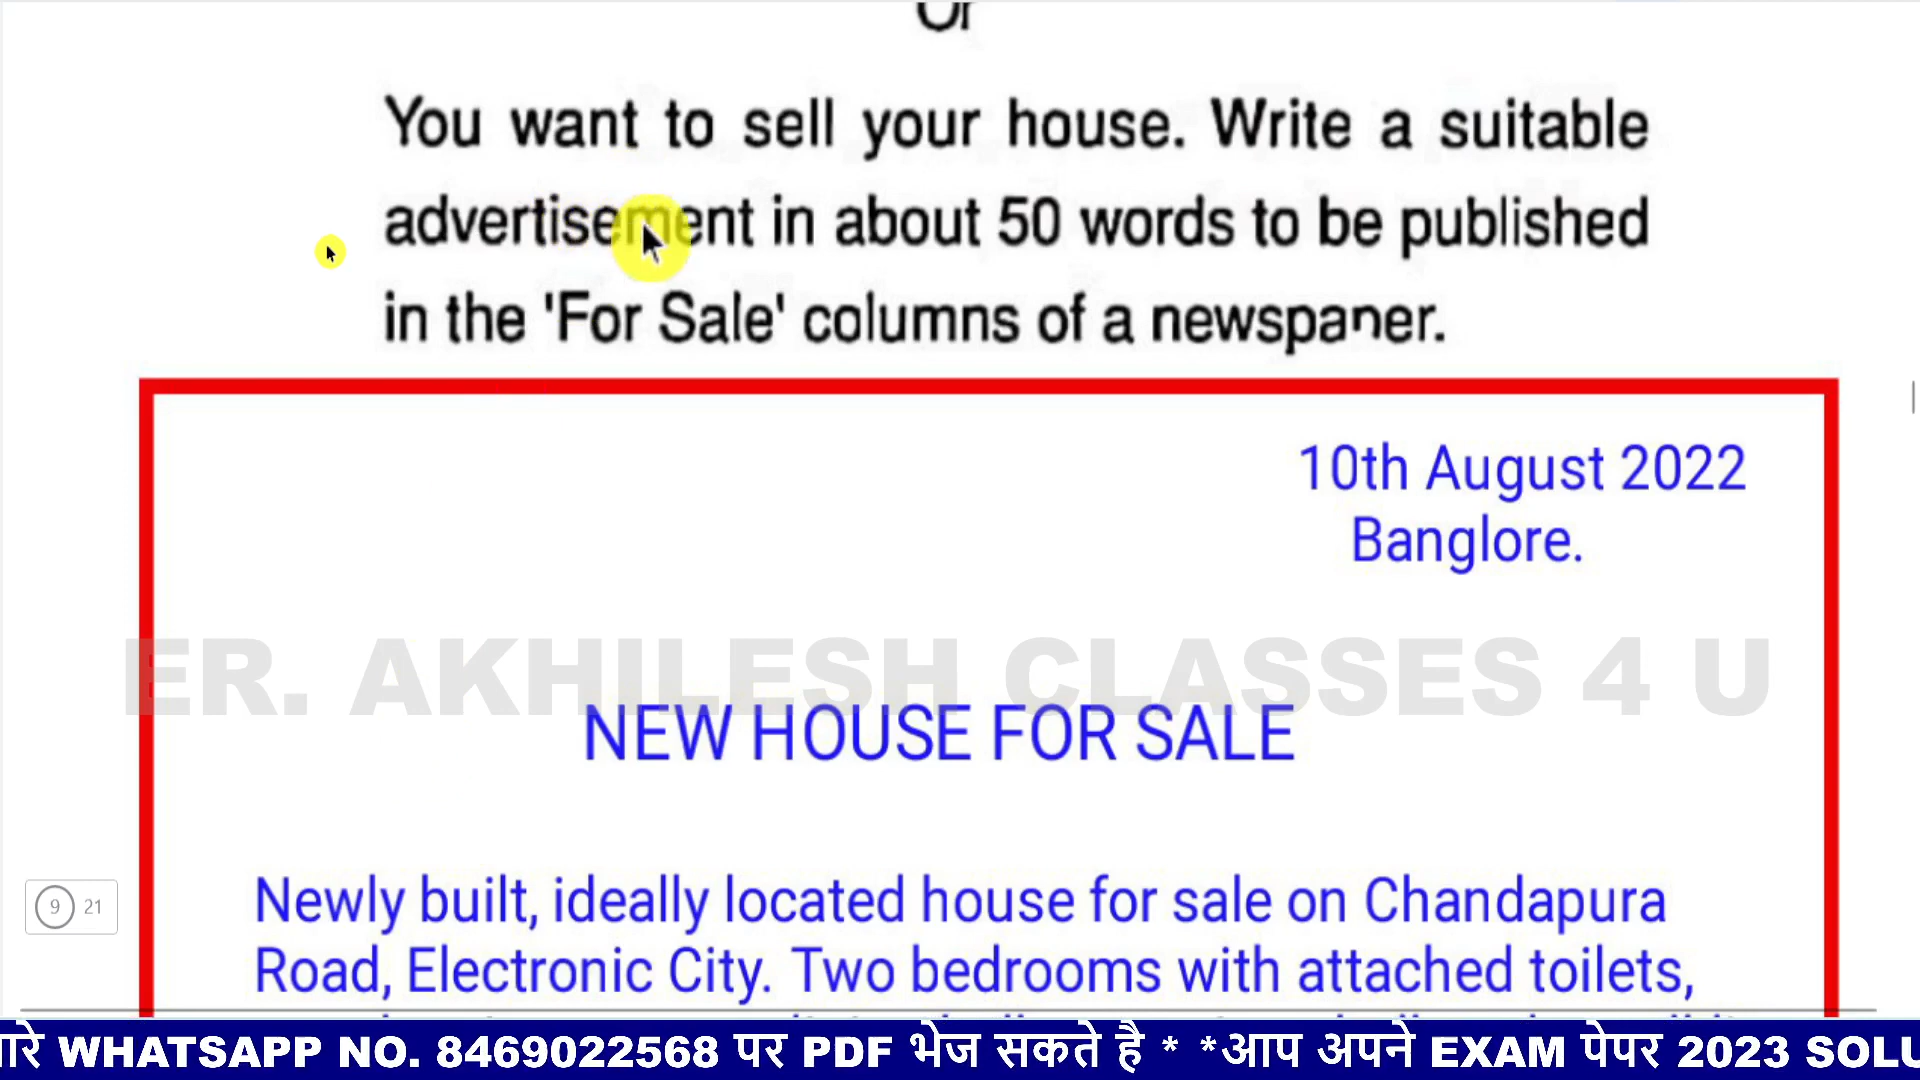 Or
You want to sell your house. Write a suitable
advertisement in about 50 words to be published
in the 'For Sale' columns of a newspaper.
10th August 2022
Banglore.
ER. AKHILESH CLASSES 4 U
NEW HOUSE FOR SALE
Newly built, ideally located house for sale on Chandapura
Road, Electronic City. Two bedrooms with attached toilets,
9 21
WHATSAPP NO. 8469022568 पर PDF भेज सकते है * *आप अपने EXAM पेपर 2023